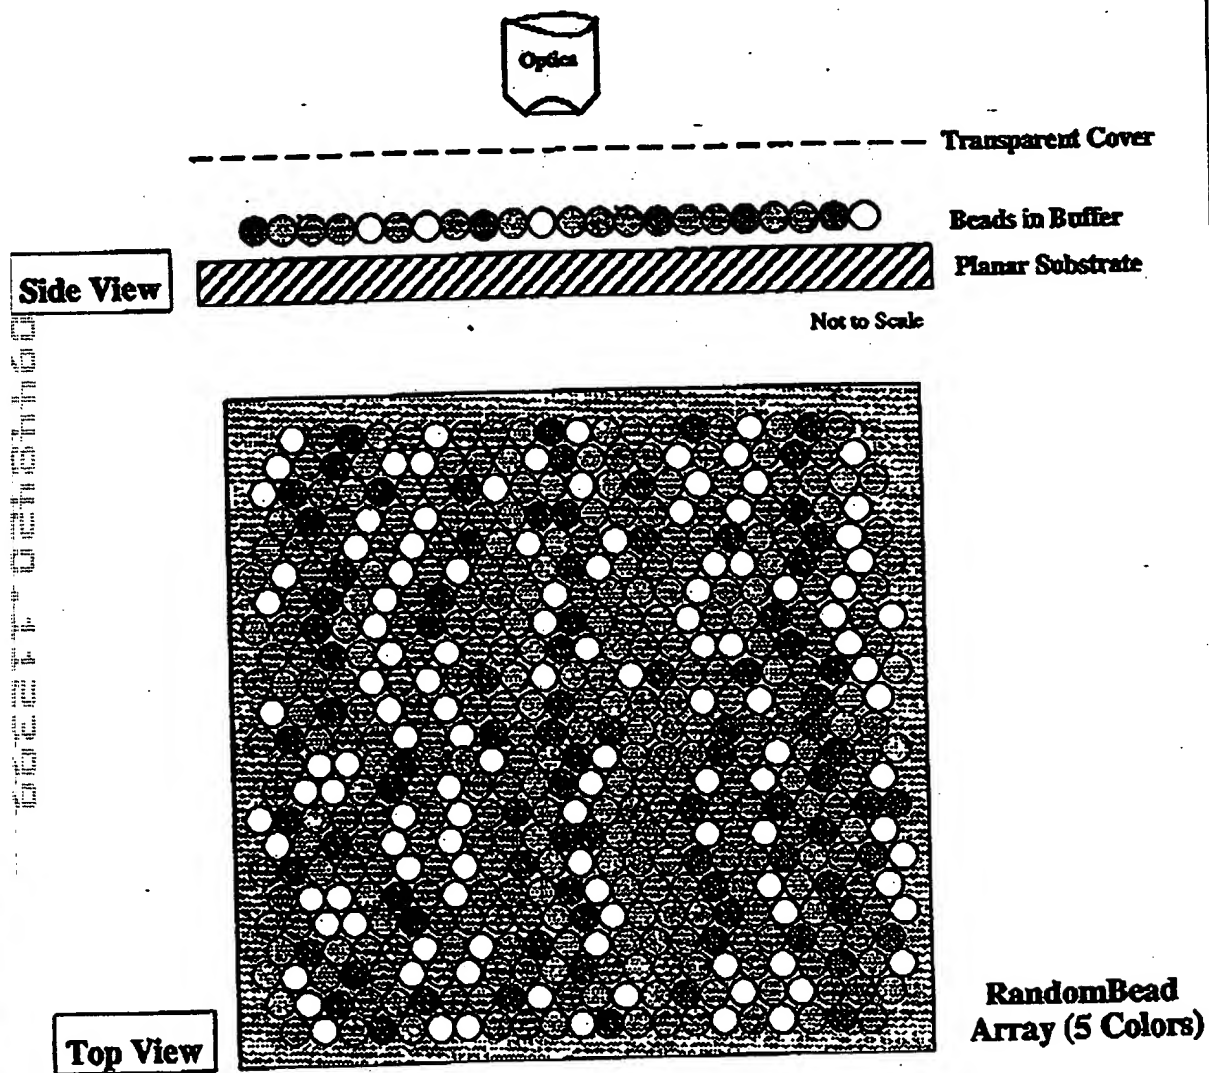 Optics
Transparent Cover
Beads in Buffer
Planar Substrate
Side View
Not to Scale
RandomBead
Array (5 Colors)
Top View